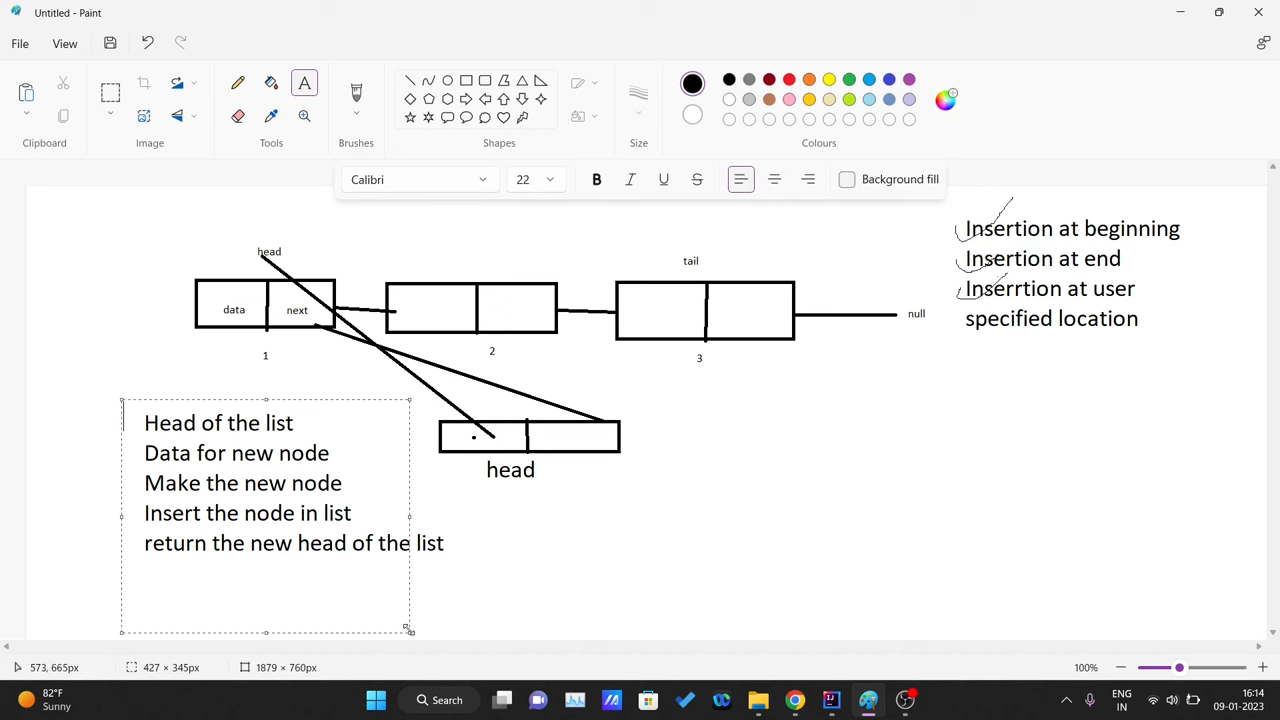 Untitled - Paint
File
View
Clipboard
Image
Tools
Brushes
Shapes
Size
Colours
A
Calibri
22
B
I
U
S
Background fill
head
data
next
1
2
tail
3
null
Insertion at beginning
Insertion at end
Inserrtion at user
specified location
Head of the list
Data for new node
Make the new node
Insert the node in list
return the new head of the list
head
573, 665px
427 × 345px
1879 × 760px
100%
82°F
Sunny
Search
ENG
IN
16:14
09-01-2023